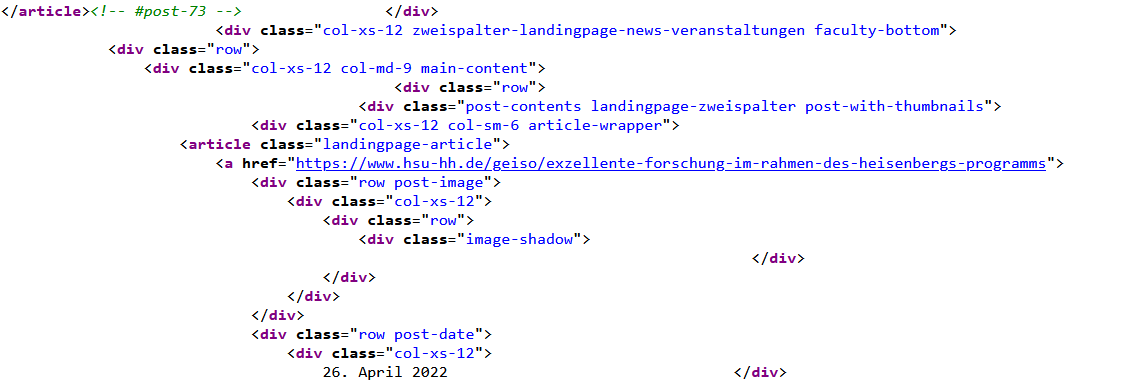 </article><!-- #post-73 --> </div>
<div class="col-xs-12 zweispalter-landingpage-news-veranstaltungen faculty-bottom">
<div class="row">
<div class="col-xs-12 col-md-9 main-content">
<div class="row">
<div class="post-contents landingpage-zweispalter post-with-thumbnails">
<div class="col-xs-12 col-sm-6 article-wrapper">
<article class="landingpage-article">
<a href="https://www.hsu-hh.de/geiso/exzellente-forschung-im-rahmen-des-heisenbergs-programms">
<div class="row post-image">
<div class="col-xs-12">
<div class="row">
<div class="image-shadow">
</div>
</div>
</div>
</div>
<div class="row post-date">
<div class="col-xs-12">
26. April 2022 </div>